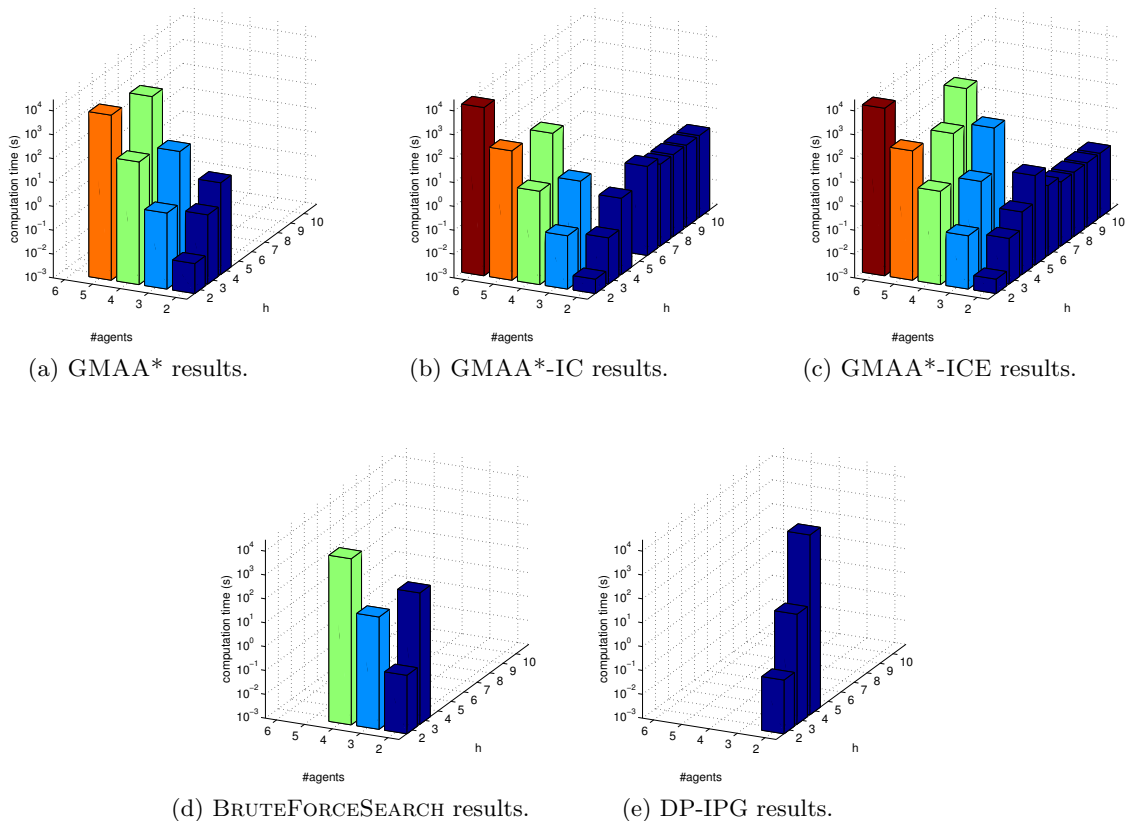 10⁴
10³
10²
10¹
10⁰
10⁻¹
10⁻²
10⁻³
computation time (s)
6 5 4 3 2
#agents
2 3 4 5 6 7 8 9 10
h
(a) GMAA* results.
10⁴
10³
10²
10¹
10⁰
10⁻¹
10⁻²
10⁻³
computation time (s)
6 5 4 3 2
#agents
2 3 4 5 6 7 8 9 10
h
(b) GMAA*-IC results.
10⁴
10³
10²
10¹
10⁰
10⁻¹
10⁻²
10⁻³
computation time (s)
6 5 4 3 2
#agents
2 3 4 5 6 7 8 9 10
h
(c) GMAA*-ICE results.
10⁴
10³
10²
10¹
10⁰
10⁻¹
10⁻²
10⁻³
computation time (s)
6 5 4 3 2
#agents
2 3 4 5 6 7 8 9 10
h
(d) BRUTEFORCESEARCH results.
10⁴
10³
10²
10¹
10⁰
10⁻¹
10⁻²
10⁻³
computation time (s)
6 5 4 3 2
#agents
2 3 4 5 6 7 8 9 10
h
(e) DP-IPG results.